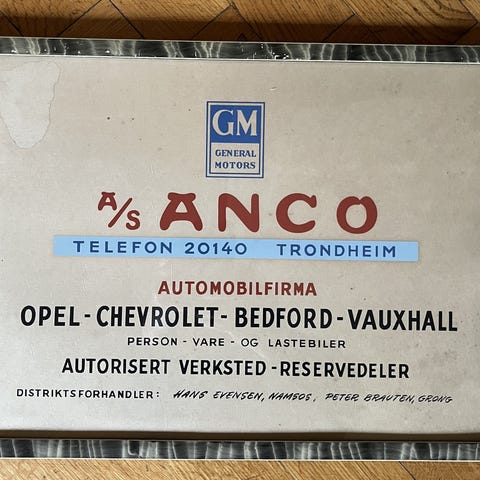 GM
GENERAL
MOTORS
A/S ANCO
TELEFON 20140 TRONDHEIM
AUTOMOBILFIRMA
OPEL - CHEVROLET - BEDFORD - VAUXHALL
PERSON - VARE - OG LASTEBILER
AUTORISERT VERKSTED - RESERVEDELER
DISTRIKTSFORHANDLER: HANS EVENSEN, NAMSOS, PETER BRAUTEN, GRONG